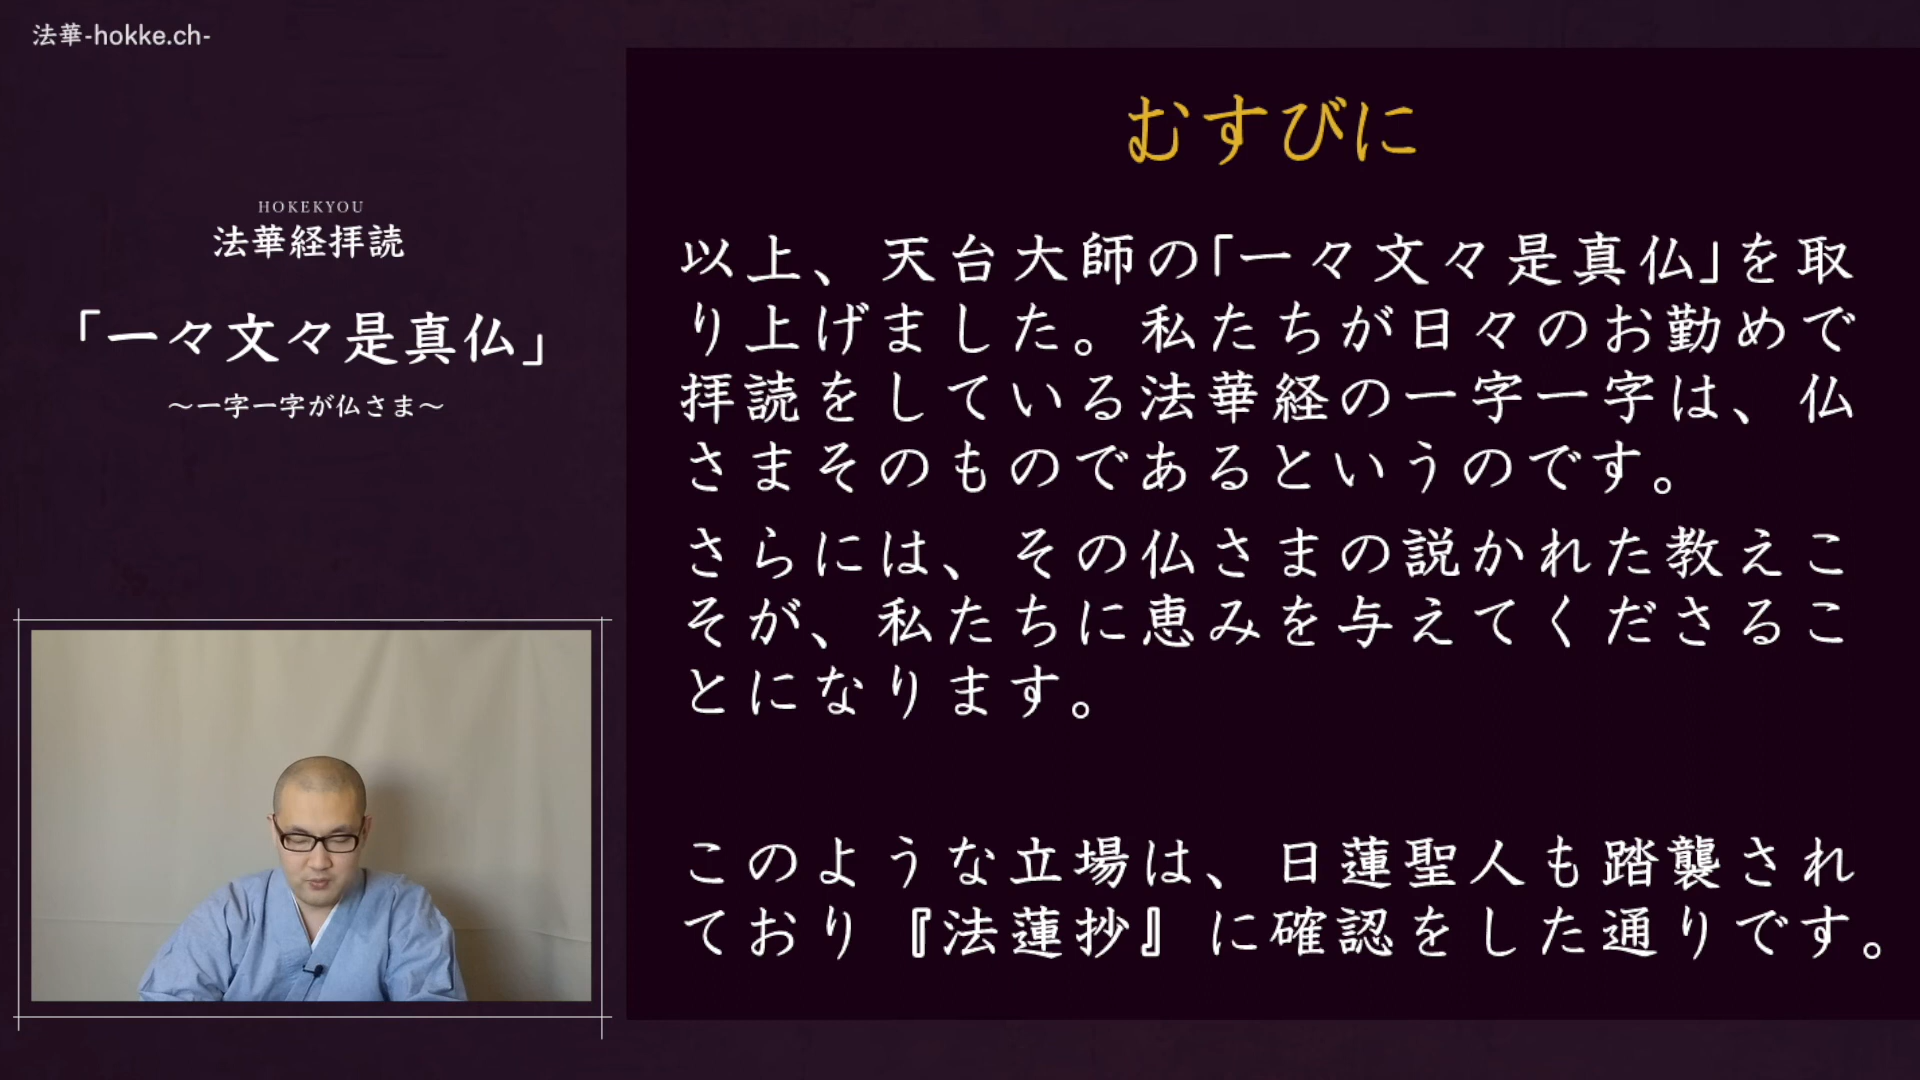 法華-hokke.ch-
HOKEKYOU
法華経拝読
「一々文々是真仏」
〜一字一字が仏さま〜
むすびに
以上、天台大師の「一々文々是真仏」を取
り上げました。私たちが日々のお勤めで
拝読をしている法華経の一字一字は、仏
さまそのものであるというのです。
さらには、その仏さまの説かれた教えこ
そが、私たちに恵みを与えてくださるこ
とになります。
このような立場は、日蓮聖人も踏襲され
ており『法蓮抄』に確認をした通りです。